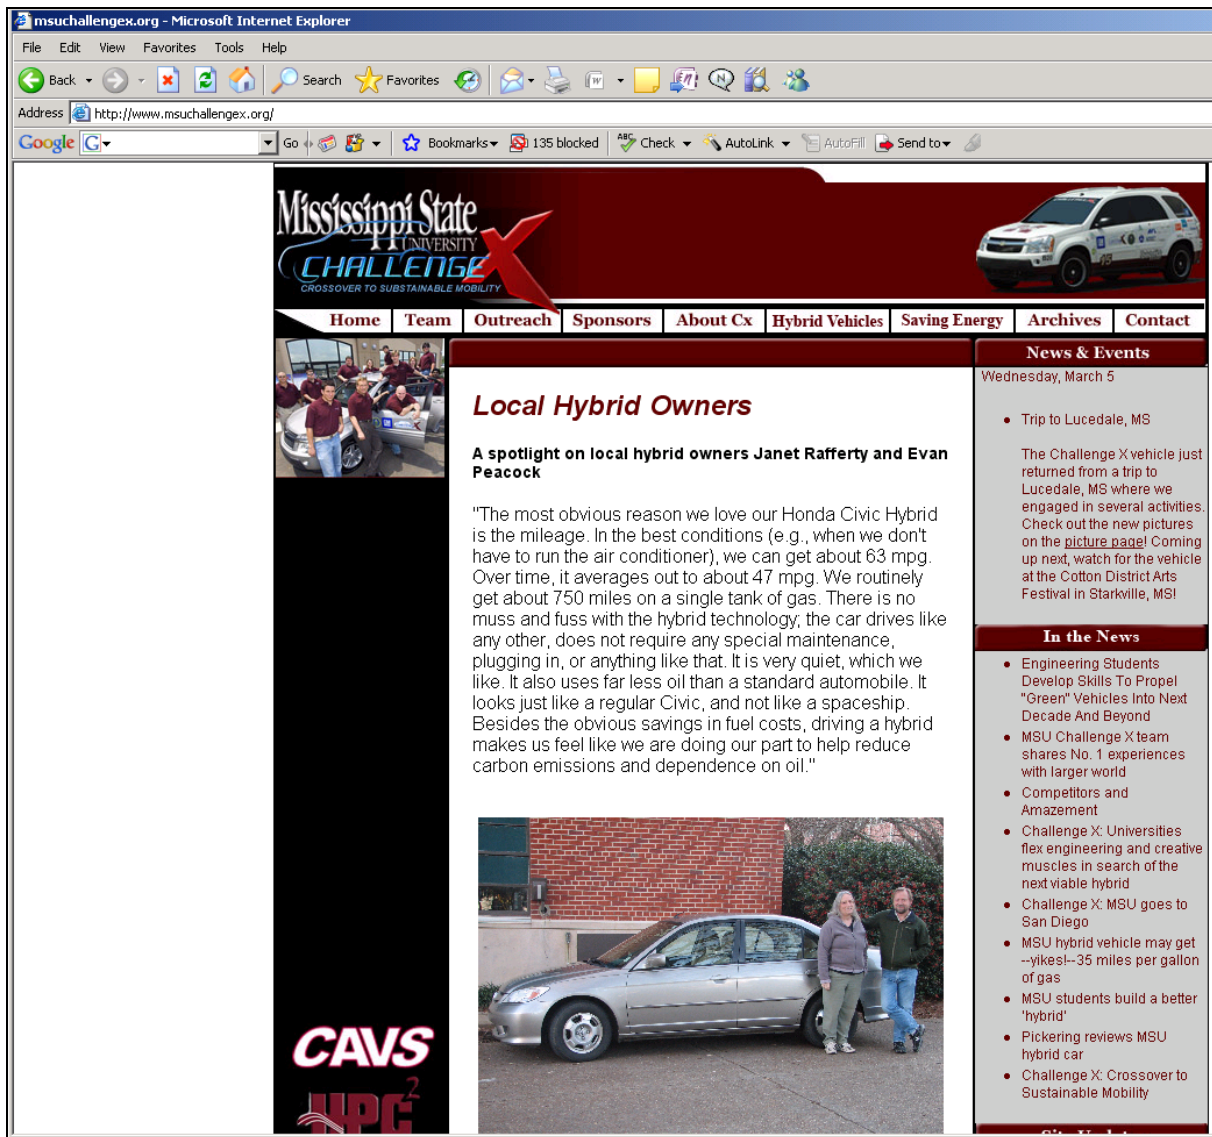 msuchallengex.org - Microsoft Internet Explorer
File Edit View Favorites Tools Help
Back Search Favorites
Address http://www.msuchallengex.org/
Google G Go Bookmarks 135 blocked ABC Check AutoLink AutoFill Send to
Mississippi State
UNIVERSITY
CHALLENGE X
CROSSOVER TO SUBSTAINABLE MOBILITY
Home Team Outreach Sponsors About Cx Hybrid Vehicles Saving Energy Archives Contact
Local Hybrid Owners
A spotlight on local hybrid owners Janet Rafferty and Evan
Peacock
"The most obvious reason we love our Honda Civic Hybrid
is the mileage. In the best conditions (e.g., when we don't
have to run the air conditioner), we can get about 63 mpg.
Over time, it averages out to about 47 mpg. We routinely
get about 750 miles on a single tank of gas. There is no
muss and fuss with the hybrid technology; the car drives like
any other, does not require any special maintenance,
plugging in, or anything like that. It is very quiet, which we
like. It also uses far less oil than a standard automobile. It
looks just like a regular Civic, and not like a spaceship.
Besides the obvious savings in fuel costs, driving a hybrid
makes us feel like we are doing our part to help reduce
carbon emissions and dependence on oil."
CAVS
HPC2
News & Events
Wednesday, March 5
Trip to Lucedale, MS
The Challenge X vehicle just
returned from a trip to
Lucedale, MS where we
engaged in several activities.
Check out the new pictures
on the picture page! Coming
up next, watch for the vehicle
at the Cotton District Arts
Festival in Starkville, MS!
In the News
Engineering Students
Develop Skills To Propel
"Green" Vehicles Into Next
Decade And Beyond
MSU Challenge X team
shares No. 1 experiences
with larger world
Competitors and
Amazement
Challenge X: Universities
flex engineering and creative
muscles in search of the
next viable hybrid
Challenge X: MSU goes to
San Diego
MSU hybrid vehicle may get
--yikes!--35 miles per gallon
of gas
MSU students build a better
'hybrid'
Pickering reviews MSU
hybrid car
Challenge X: Crossover to
Sustainable Mobility